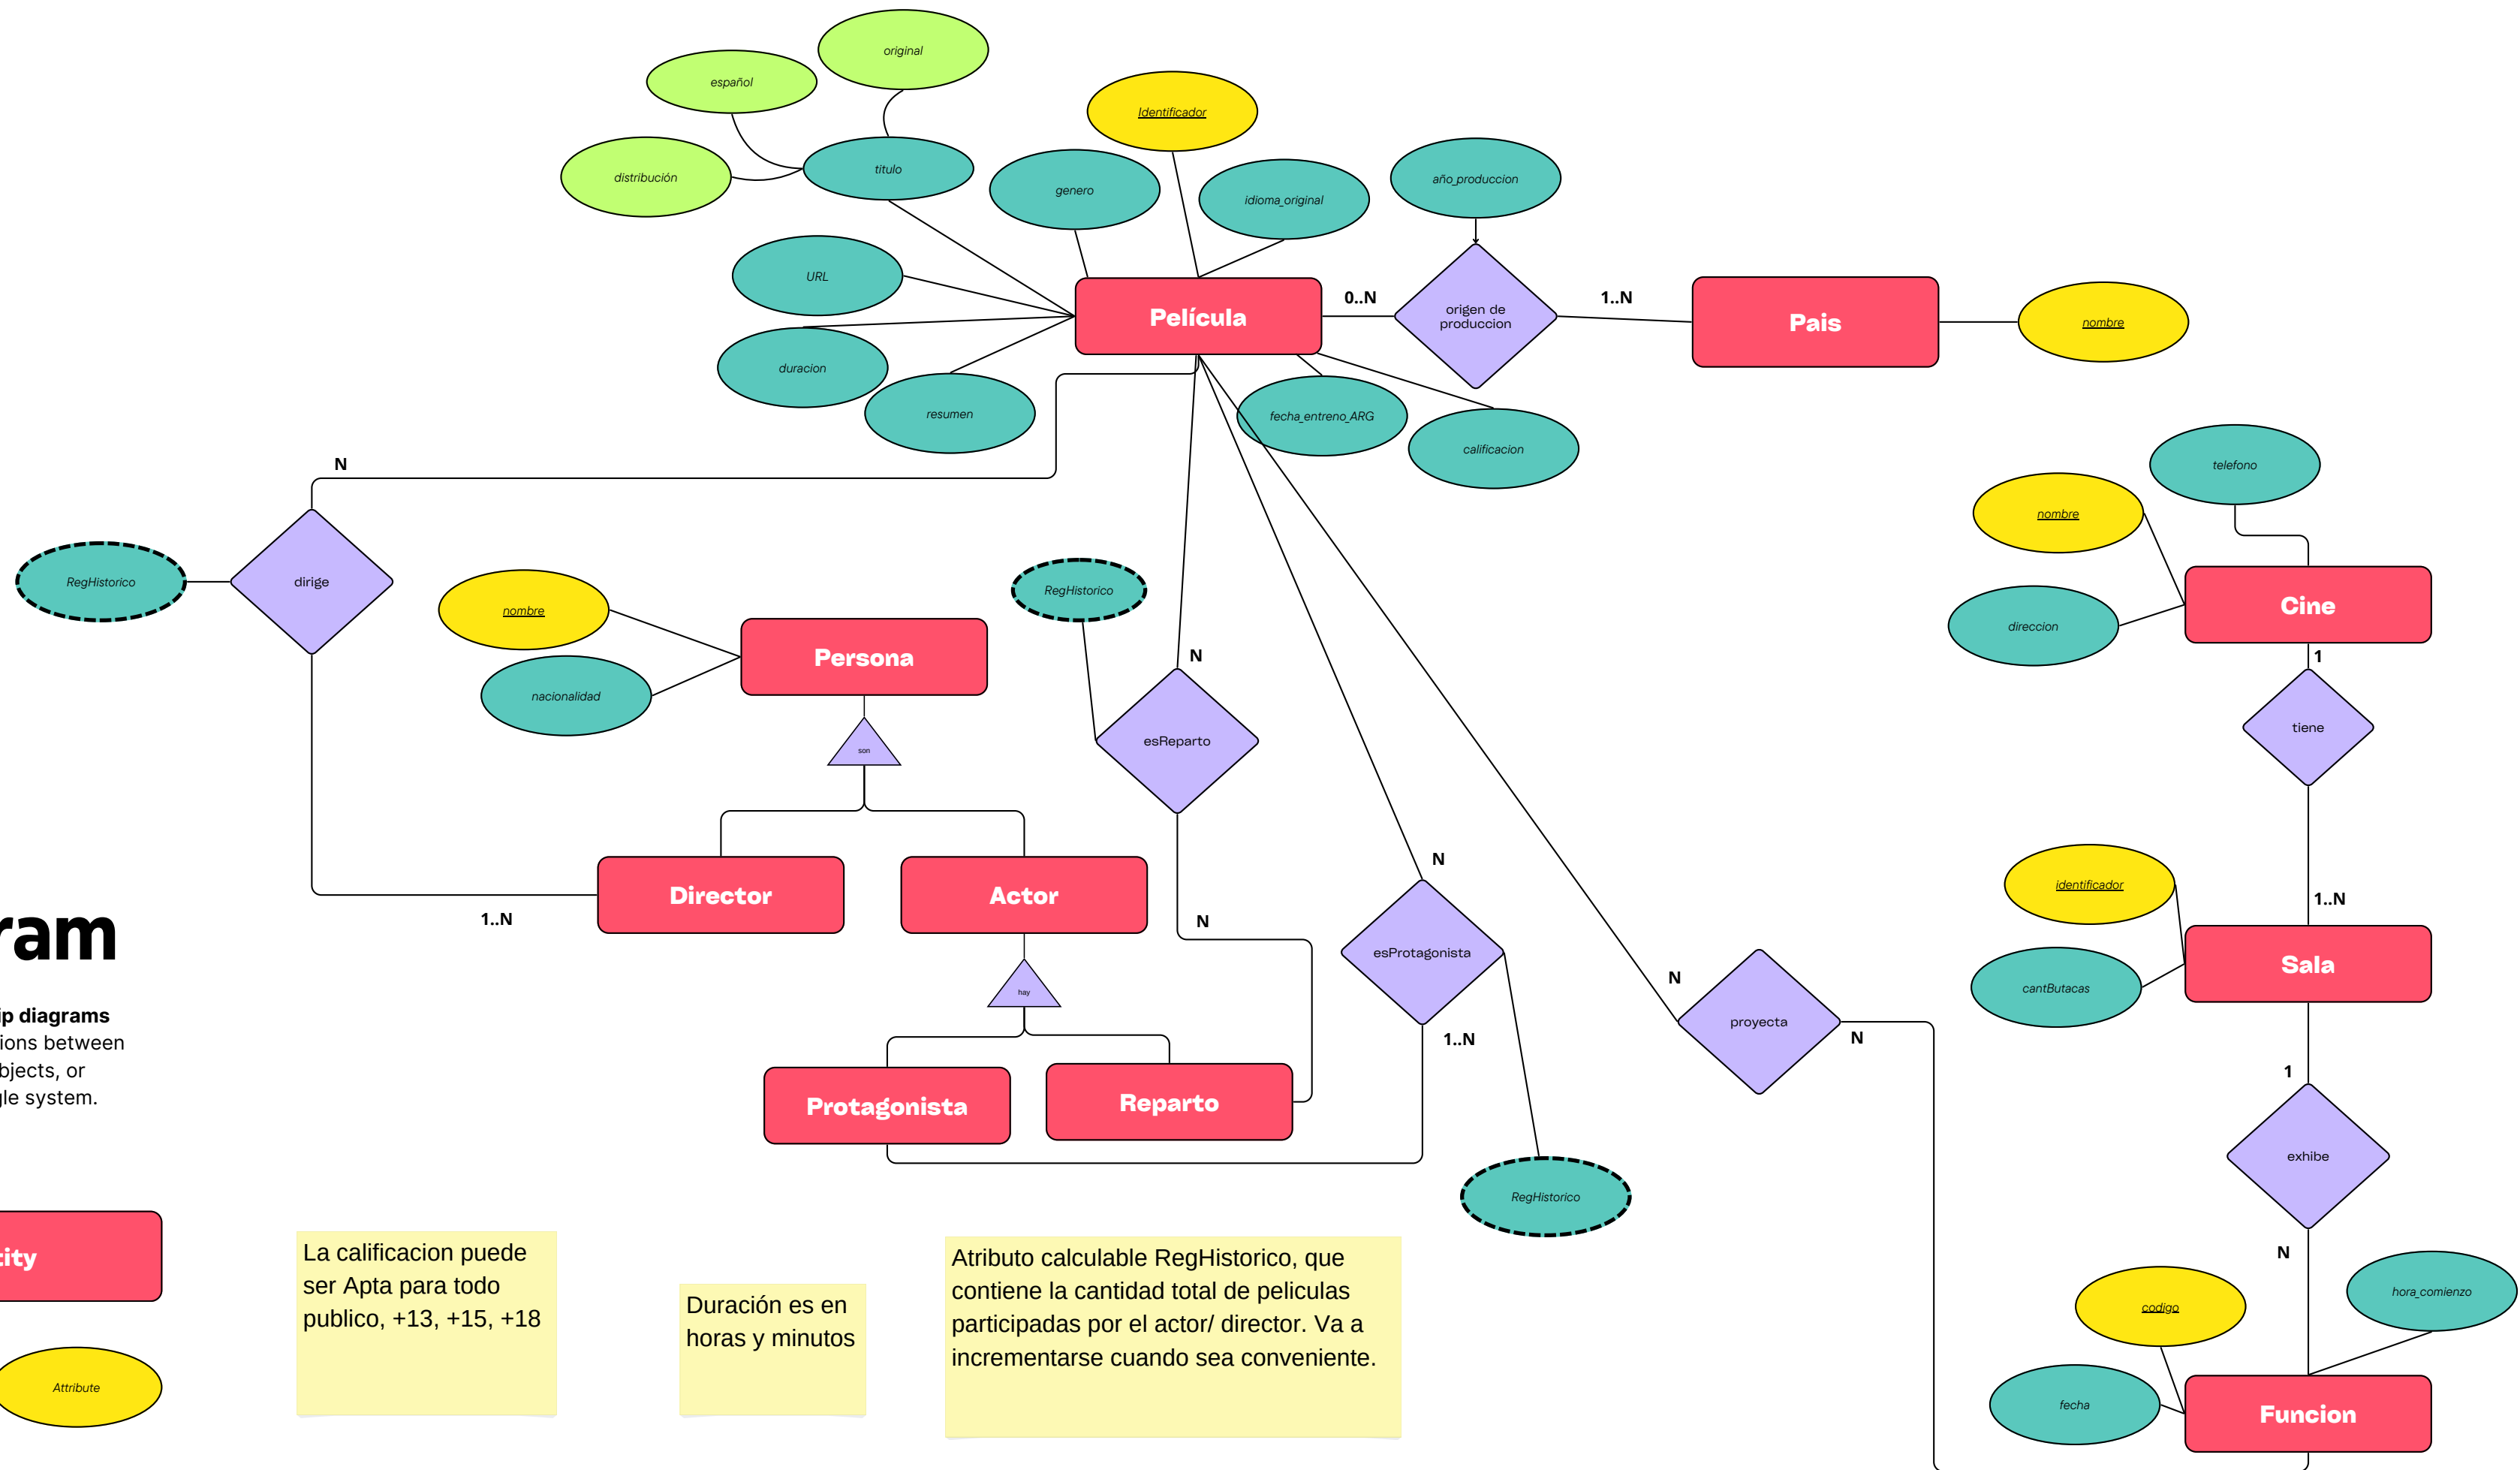 original
español
Identificador
distribución
titulo
genero
idioma_original
año_produccion
URL
Película
0..N
origen de
produccion
1..N
Pais
nombre
duracion
resumen
fecha_entreno_ARG
calificacion
N
telefono
nombre
RegHistorico
dirige
nombre
RegHistorico
Cine
direccion
Persona
N
1
nacionalidad
esReparto
tiene
son
N
identificador
Director
Actor
1..N
1..N
N
ram
esProtagonista
Sala
N
hay
cantButacas
ip diagrams
proyecta
ions between
1..N
N
bjects, or
1
gle system.
Protagonista
Reparto
exhibe
RegHistorico
tity
La calificacion puede
ser Apta para todo
publico, +13, +15, +18
Duración es en
horas y minutos
Atributo calculable RegHistorico, que
contiene la cantidad total de peliculas
participadas por el actor/ director. Va a
incrementarse cuando sea conveniente.
N
hora_comienzo
codigo
Attribute
fecha
Funcion